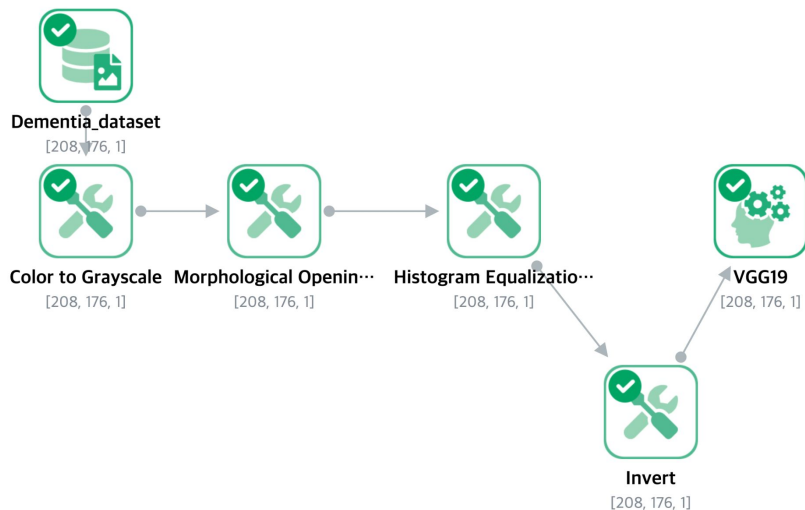 Dementia_dataset
[208, 176, 1]
Color to Grayscale
[208, 176, 1]
Morphological Openin···
[208, 176, 1]
Histogram Equalizatio···
[208, 176, 1]
VGG19
[208, 176, 1]
Invert
[208, 176, 1]